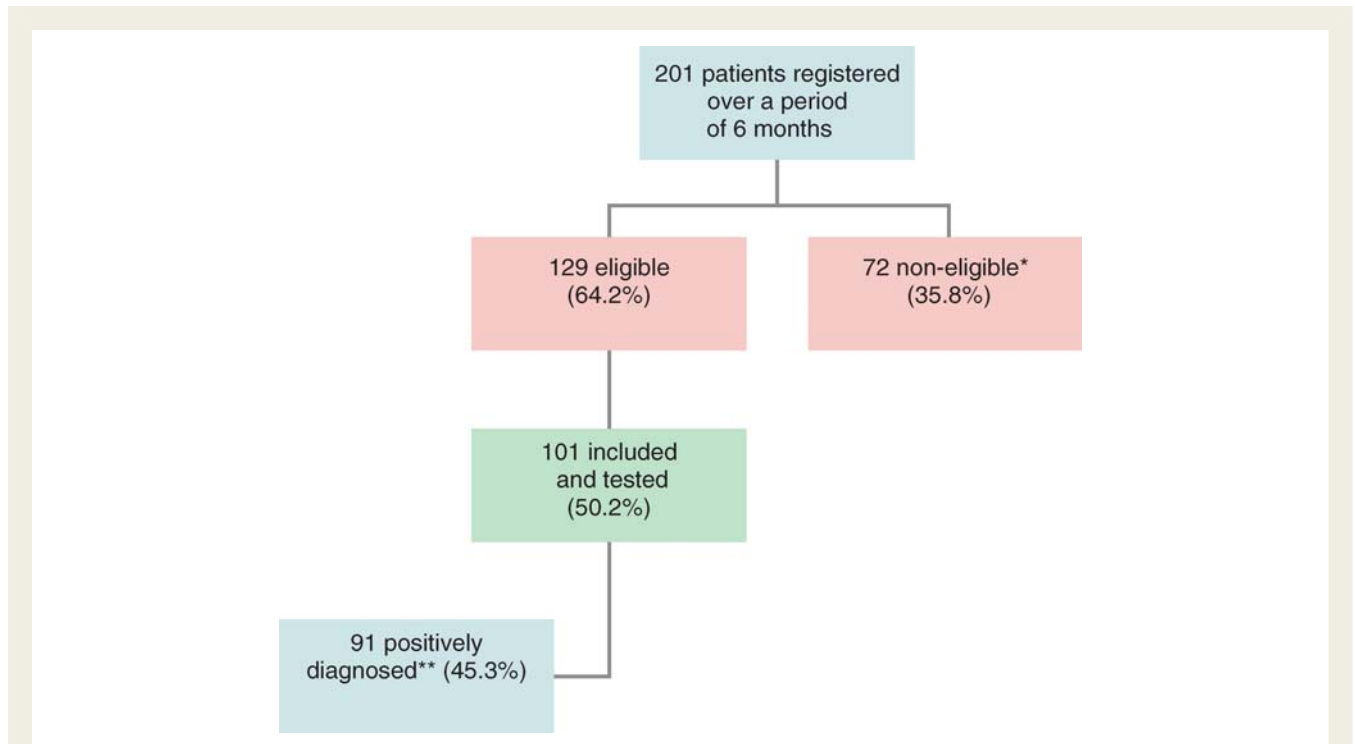 201 patients registered
over a period
of 6 months
129 eligible
(64.2%)
72 non-eligible*
(35.8%)
101 included
and tested
(50.2%)
91 positively
diagnosed** (45.3%)